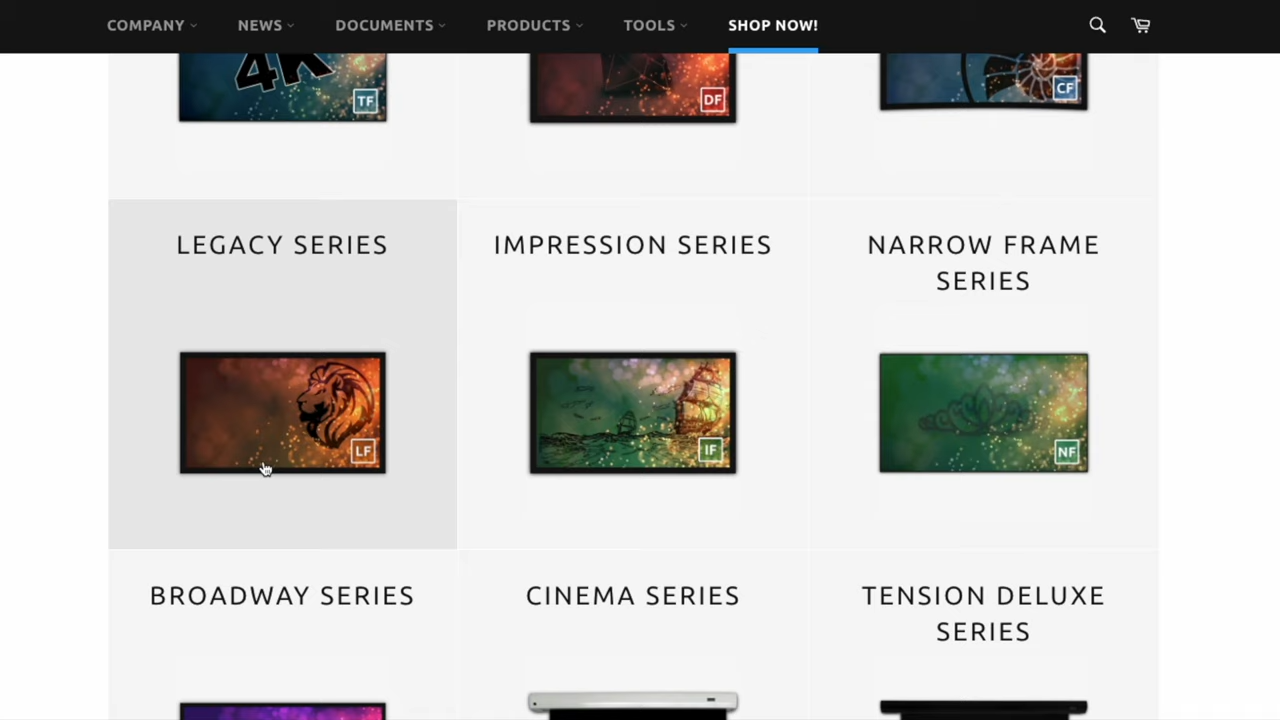 COMPANY NEWS DOCUMENTS PRODUCTS TOOLS SHOP NOW!
4K
TF
DF
CF
LEGACY SERIES
IMPRESSION SERIES
NARROW FRAME
SERIES
LF
IF
NF
BROADWAY SERIES
CINEMA SERIES
TENSION DELUXE
SERIES